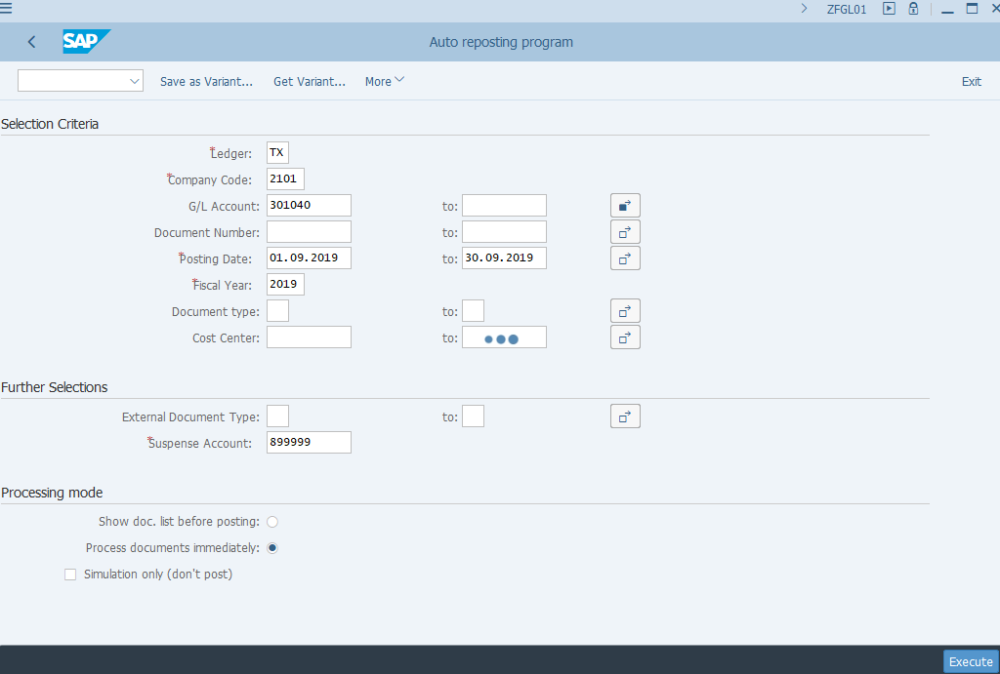 ZFGL01
SAP Auto reposting program
Save as Variant... Get Variant... More Exit
Selection Criteria
*Ledger: TX
*Company Code: 2101
G/L Account: 301040 to:
Document Number: to:
*Posting Date: 01.09.2019 to: 30.09.2019
*Fiscal Year: 2019
Document type: to:
Cost Center: to:
Further Selections
External Document Type: to:
*Suspense Account: 899999
Processing mode
Show doc. list before posting:
Process documents immediately:
Simulation only (don't post)
Execute